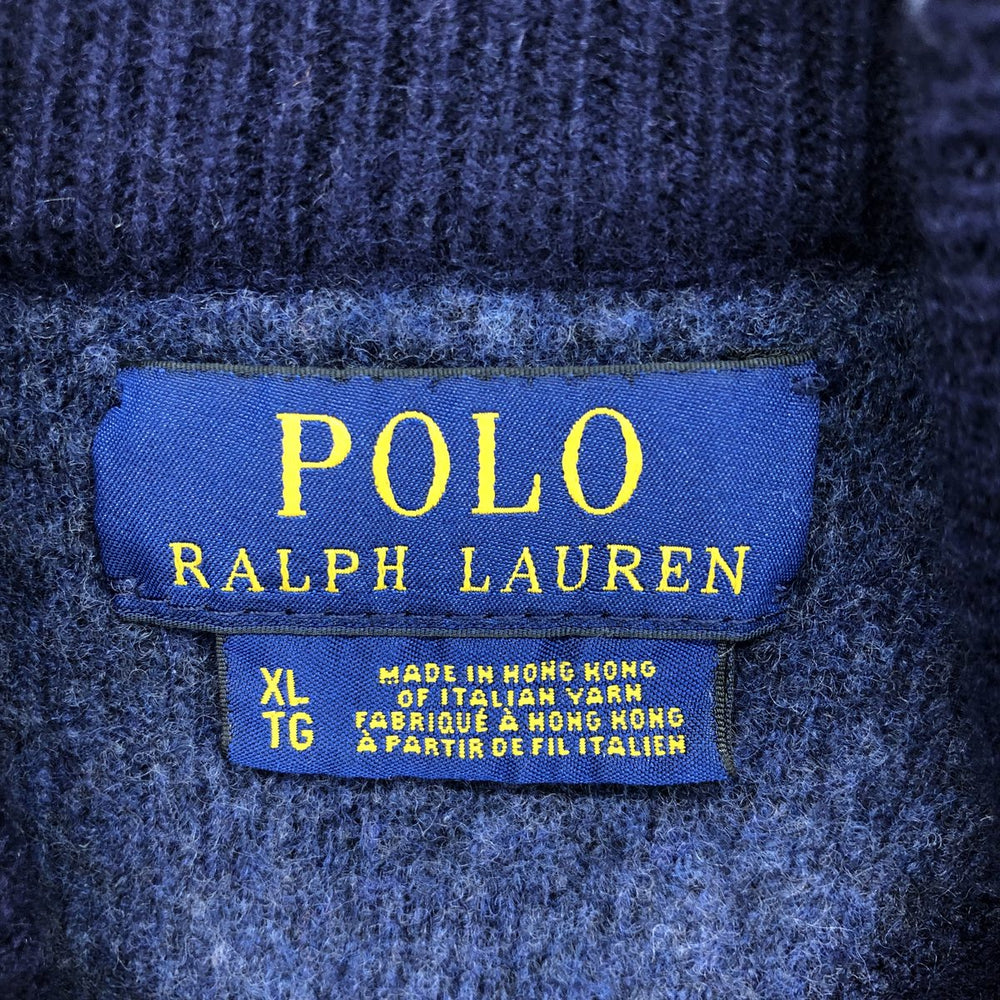 POLO
RALPH LAUREN
XL
TG
MADE IN HONG KONG
OF ITALIAN YARN
FABRIQUÉ À HONG KONG
À PARTIR DE FIL ITALIEN